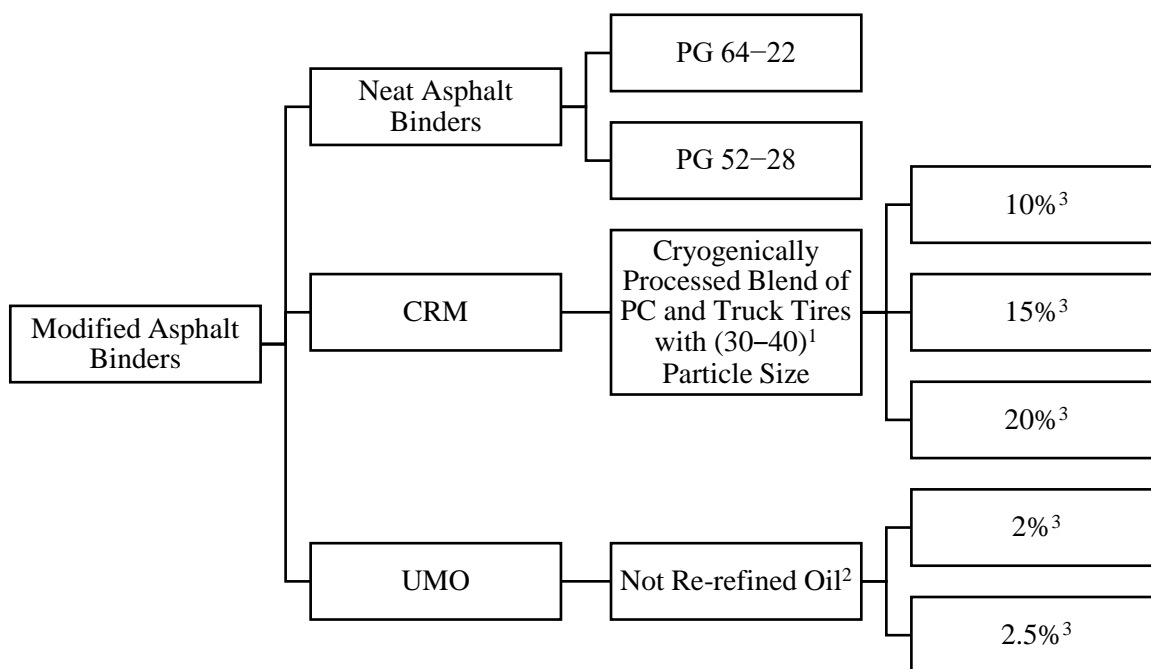 PG 64−22
Neat Asphalt
Binders
PG 52−28
10%³
Cryogenically
Processed Blend of
PC and Truck Tires
with (30−40)¹
Particle Size
CRM
15%³
Modified Asphalt
Binders
20%³
2%³
UMO
Not Re-refined Oil²
2.5%³